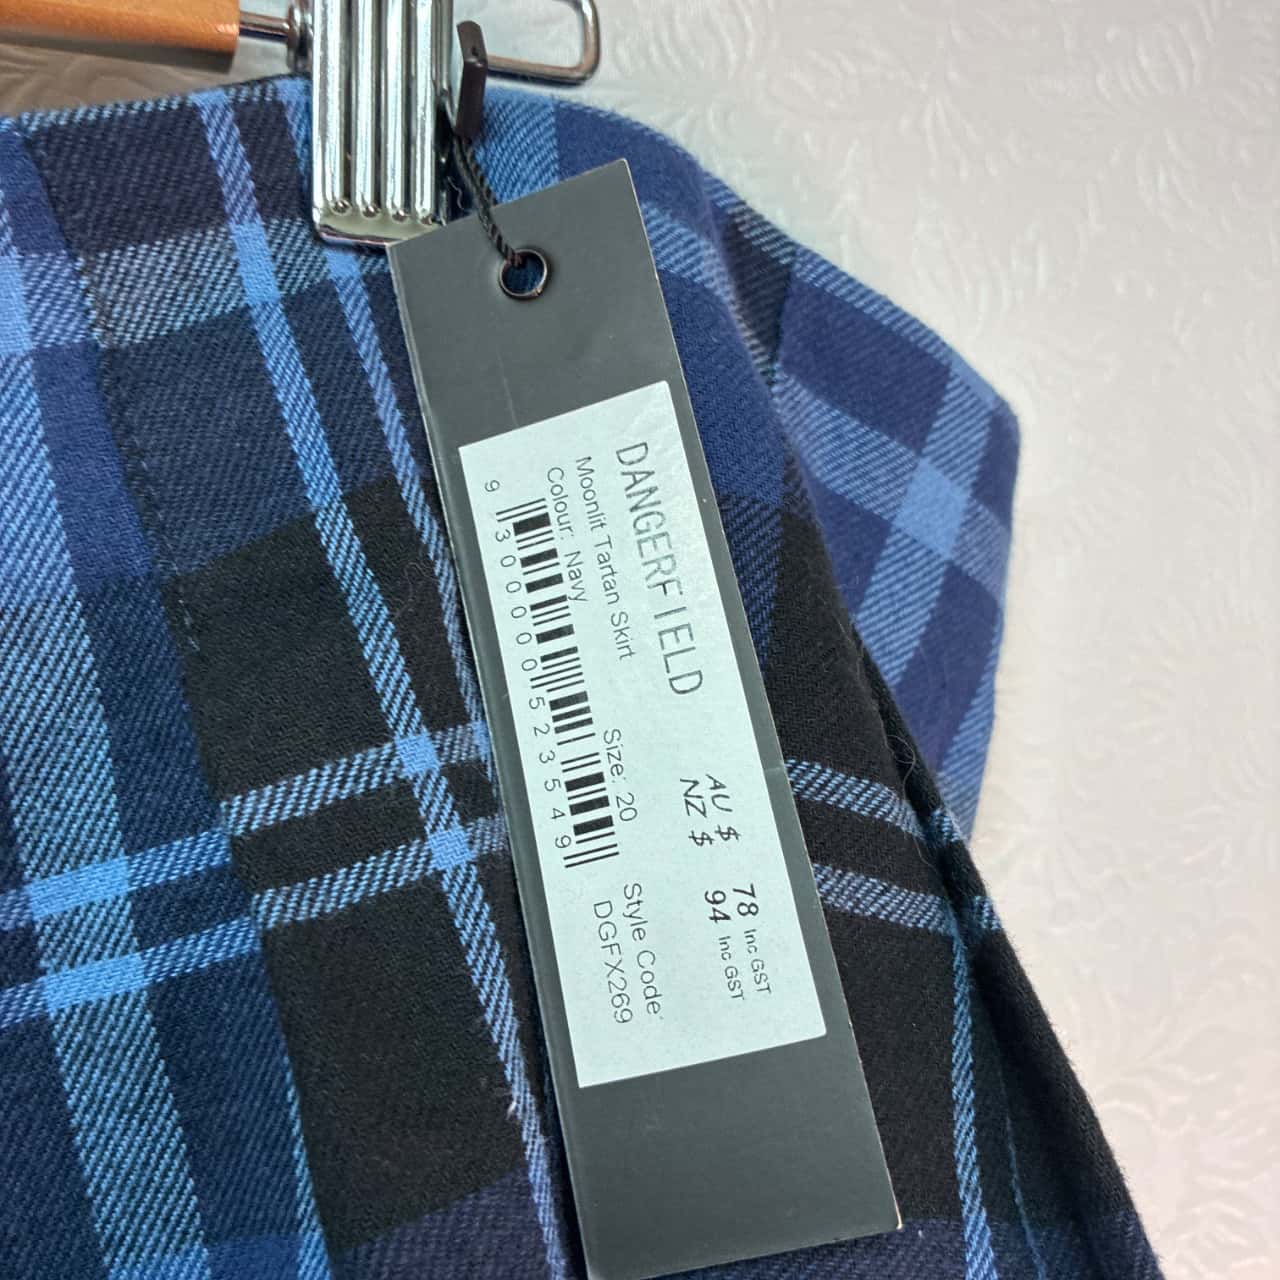 DANGERFIELD
Moonlit Tartan Skirt
Colour: Navy
Size: 20
9 300000 523549
AU $ 78 Inc GST
NZ $ 94 Inc GST
Style Code:
DGFX269